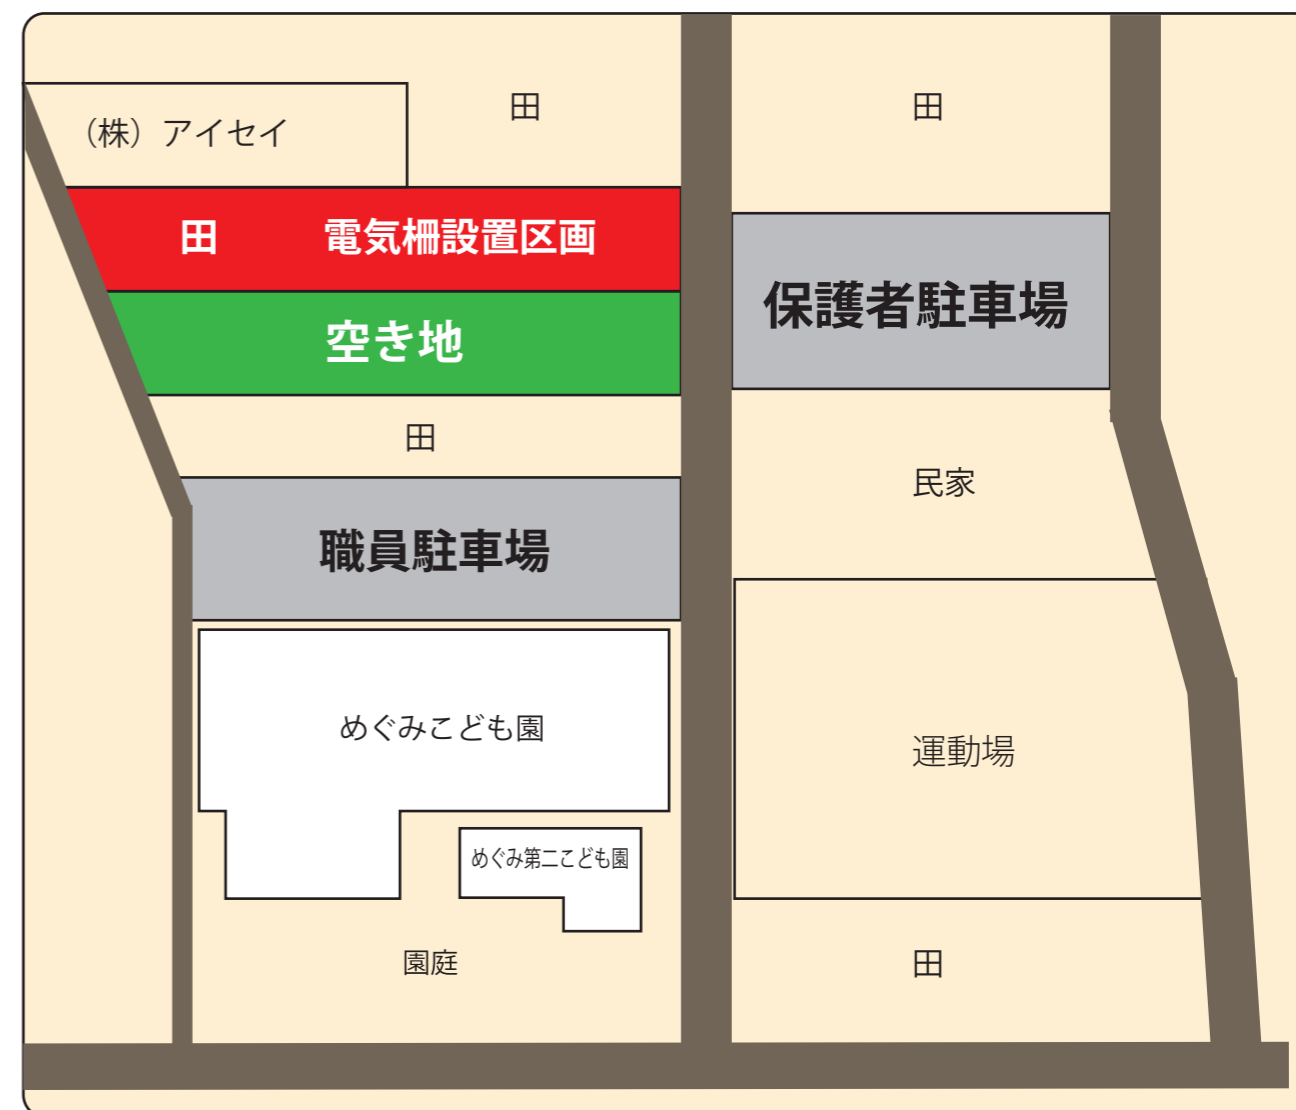 田
田
（株）アイセイ
田 電気柵設置区画
保護者駐車場
空き地
田
民家
職員駐車場
めぐみこども園
運動場
めぐみ第二こども園
園庭
田